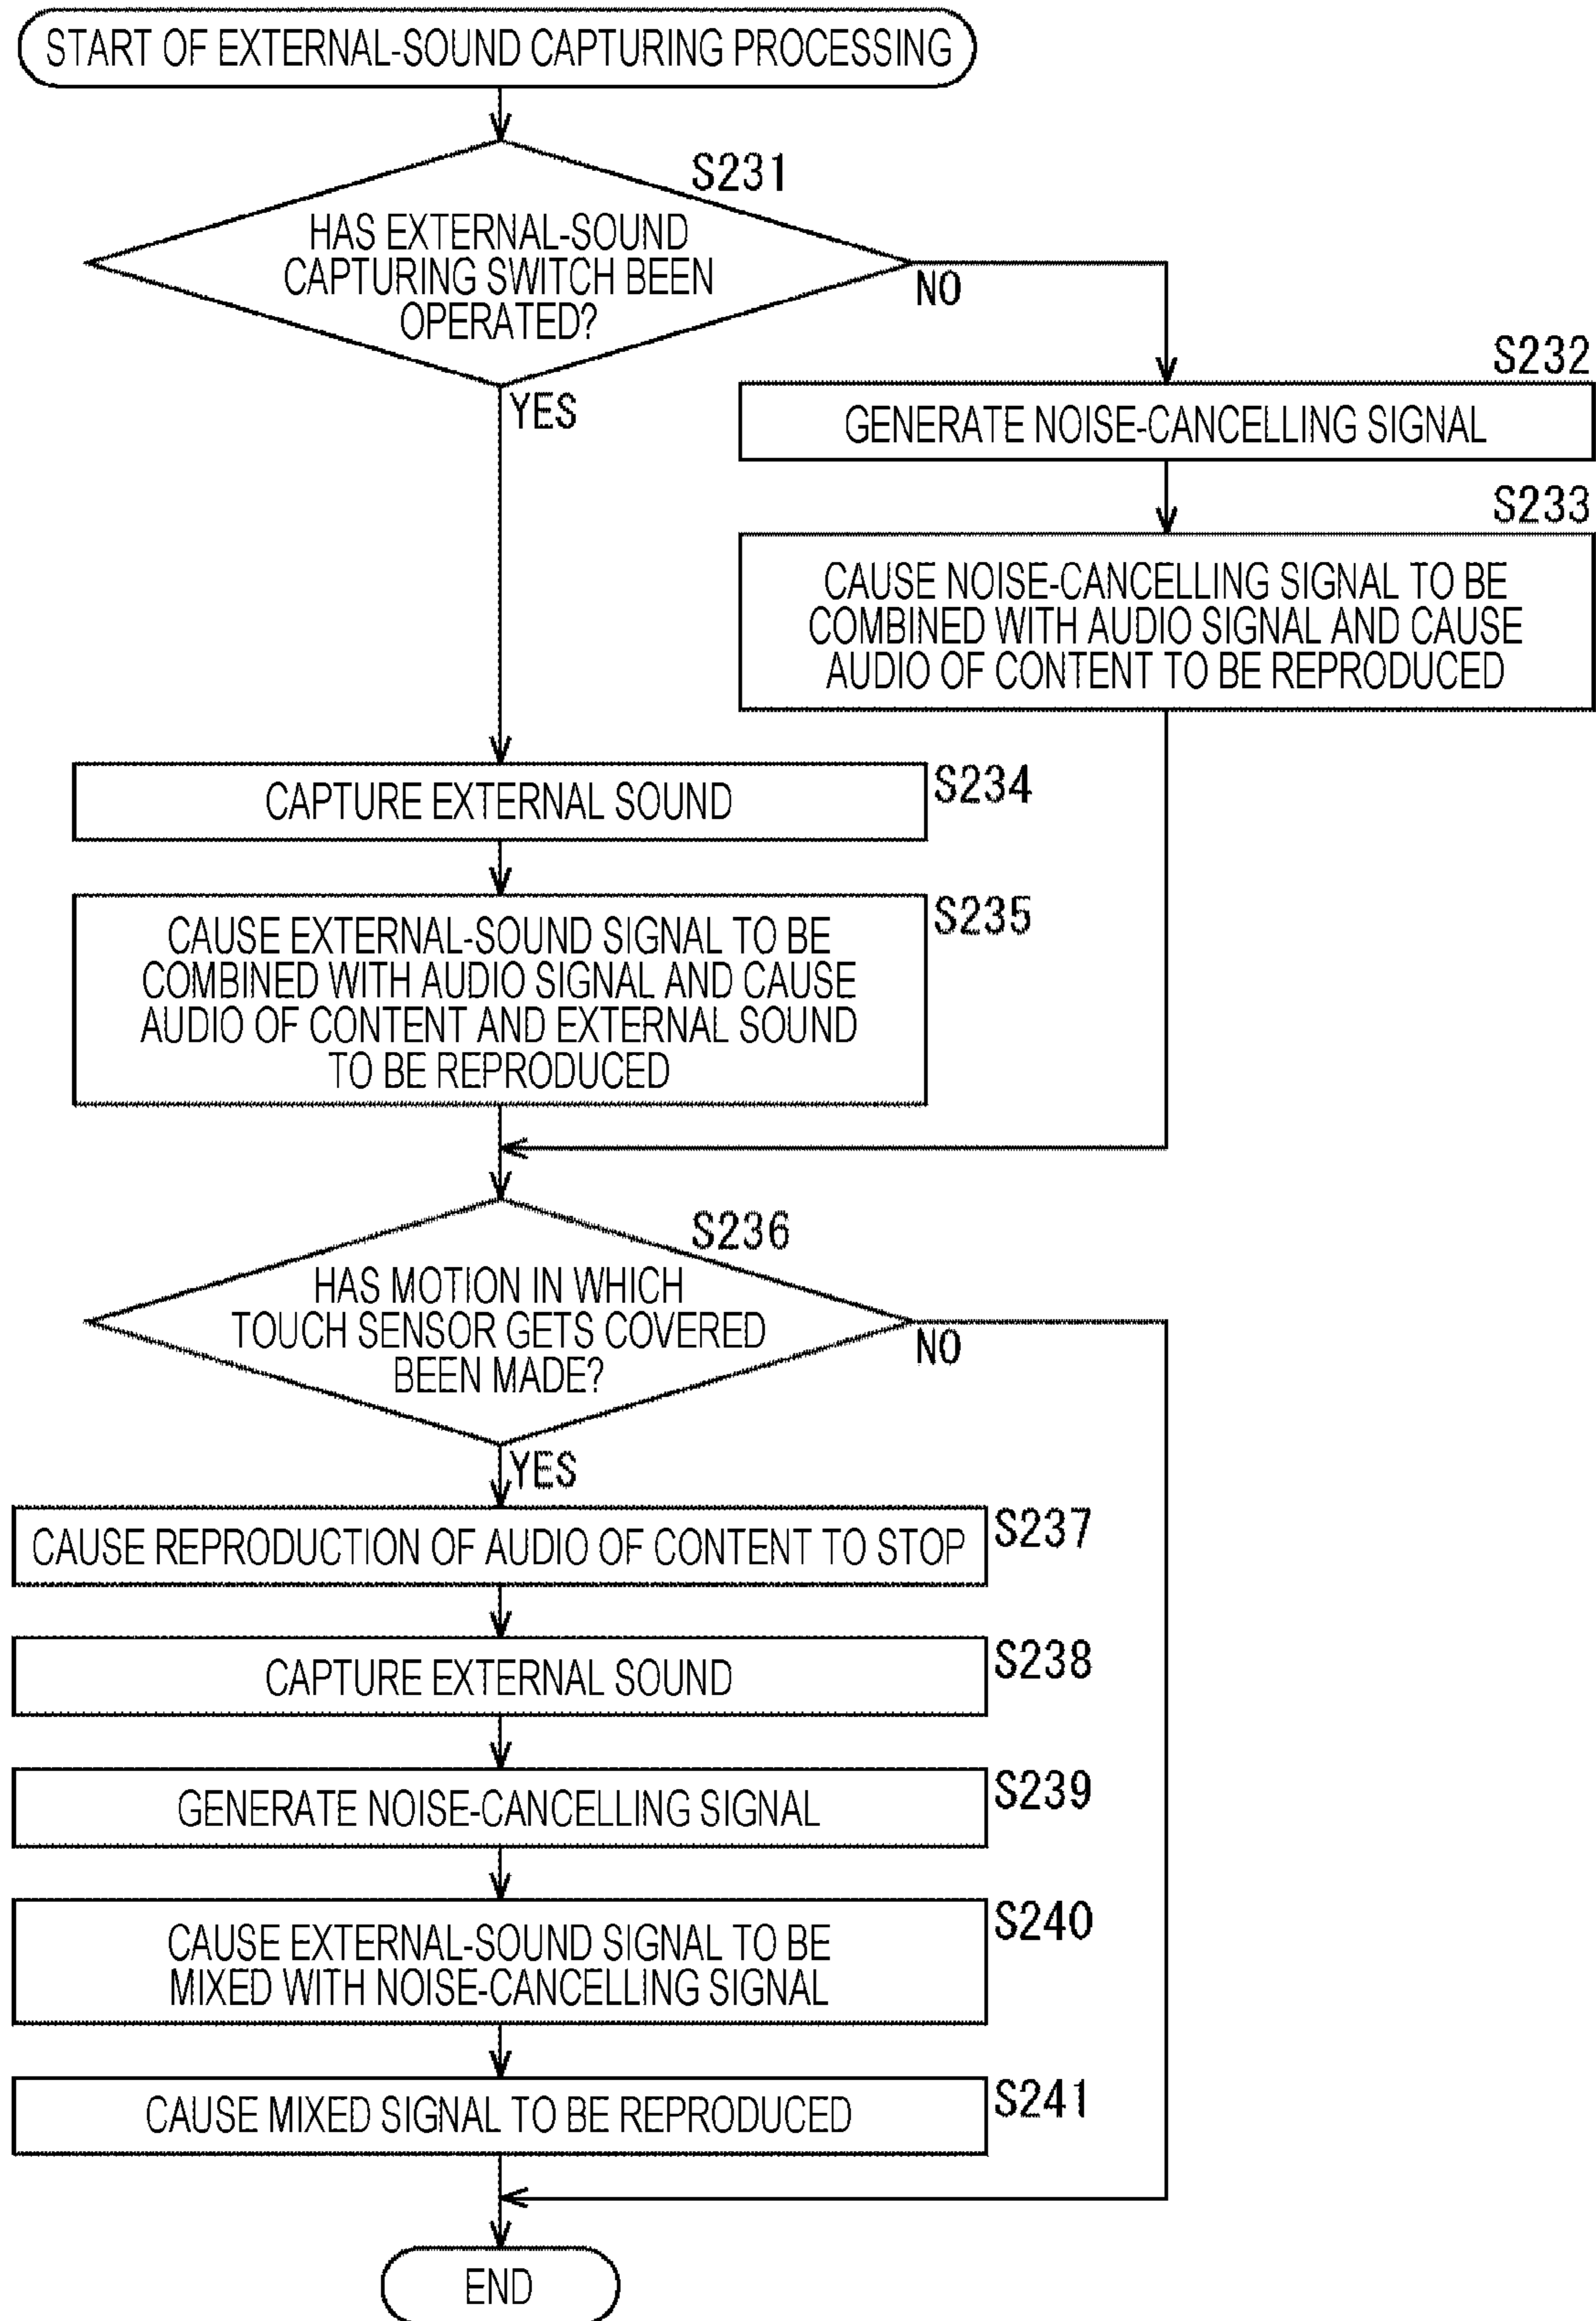 START OF EXTERNAL-SOUND CAPTURING PROCESSING
S231
HAS EXTERNAL-SOUND
CAPTURING SWITCH BEEN
OPERATED?
NO
YES
S232
GENERATE NOISE-CANCELLING SIGNAL
S233
CAUSE NOISE-CANCELLING SIGNAL TO BE
COMBINED WITH AUDIO SIGNAL AND CAUSE
AUDIO OF CONTENT TO BE REPRODUCED
CAPTURE EXTERNAL SOUND
S234
CAUSE EXTERNAL-SOUND SIGNAL TO BE
COMBINED WITH AUDIO SIGNAL AND CAUSE
AUDIO OF CONTENT AND EXTERNAL SOUND
TO BE REPRODUCED
S235
S236
HAS MOTION IN WHICH
TOUCH SENSOR GETS COVERED
BEEN MADE?
NO
YES
CAUSE REPRODUCTION OF AUDIO OF CONTENT TO STOP
S237
CAPTURE EXTERNAL SOUND
S238
GENERATE NOISE-CANCELLING SIGNAL
S239
CAUSE EXTERNAL-SOUND SIGNAL TO BE
MIXED WITH NOISE-CANCELLING SIGNAL
S240
CAUSE MIXED SIGNAL TO BE REPRODUCED
S241
END